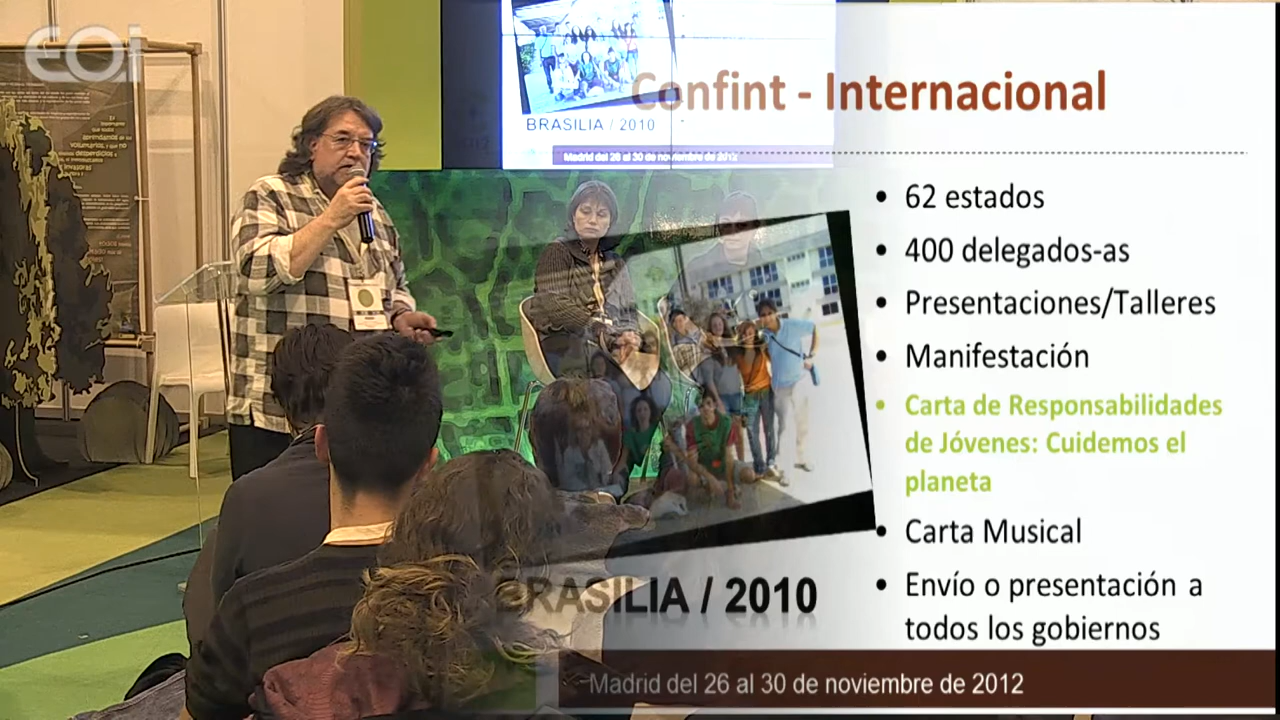 EOi
BRASILIA / 2010
Madrid del 26 al 30 de noviembre de 2012
Confint - Internacional
• 62 estados
• 400 delegados-as
• Presentaciones/Talleres
• Manifestación
• Carta de Responsabilidades
de Jóvenes: Cuidemos el
planeta
• Carta Musical
• Envío o presentación a
todos los gobiernos
BRASILIA / 2010
Madrid del 26 al 30 de noviembre de 2012